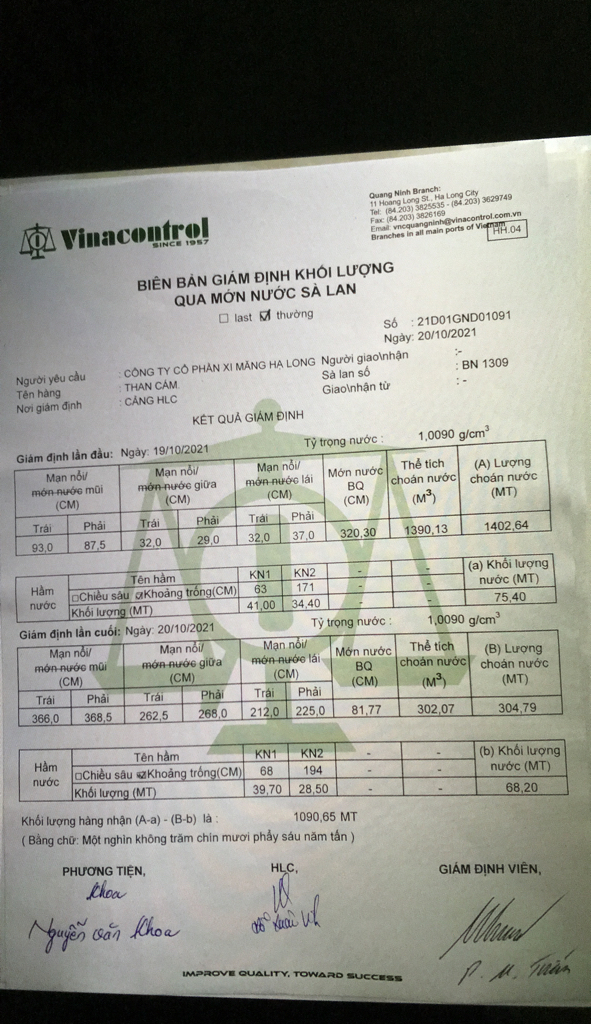 Vinacontrol
SINCE 1957
Quang Ninh Branch:
11 Hoang Long St., Ha Long City
Tel: (84.203) 3825535 - (84.203) 3629749
Fax: (84.203) 3826169
Email: vncquangninh@vinacontrol.com.vn
Branches in all main ports of Vietnam
HH.04
BIÊN BẢN GIÁM ĐỊNH KHỐI LƯỢNG
QUA MỚN NƯỚC SÀ LAN
☐ last ☑ thường
Số : 21D01GND01091
Ngày: 20/10/2021
Người yêu cầu : CÔNG TY CỔ PHẦN XI MĂNG HẠ LONG Người giao\nhận :-
Tên hàng : THAN CÁM Sà lan số : BN 1309
Nơi giám định : CẢNG HLC Giao\nhận từ :-
KẾT QUẢ GIÁM ĐỊNH
Giám định lần đầu: Ngày: 19/10/2021 Tỷ trọng nước : 1,0090 g/cm3
Mạn nổi/ Mạn nổi/ Mạn nổi/ Mớn nước Thể tích (A) Lượng
mớn nước mũi mớn nước giữa mớn nước lái BQ choán nước choán nước
(CM) (CM) (CM) (CM) (M3) (MT)
Trái Phải Trái Phải Trái Phải
93,0 87,5 32,0 29,0 32,0 37,0 320,30 1390,13 1402,64
Hầm nước Tên hầm KN1 KN2 - - (a) Khối lượng nước (MT)
☐Chiều sâu ☑Khoảng trống(CM) 63 171 - -
Khối lượng (MT) 41,00 34,40 - - 75,40
Giám định lần cuối: Ngày: 20/10/2021 Tỷ trọng nước : 1,0090 g/cm3
Mạn nổi/ Mạn nổi/ Mạn nổi/ Mớn nước Thể tích (B) Lượng
mớn nước mũi mớn nước giữa mớn nước lái BQ choán nước choán nước
(CM) (CM) (CM) (CM) (M3) (MT)
Trái Phải Trái Phải Trái Phải
366,0 368,5 262,5 268,0 212,0 225,0 81,77 302,07 304,79
Hầm nước Tên hầm KN1 KN2 - - (b) Khối lượng nước (MT)
☐Chiều sâu ☑Khoảng trống(CM) 68 194 - -
Khối lượng (MT) 39,70 28,50 - - 68,20
Khối lượng hàng nhận (A-a) - (B-b) là : 1090,65 MT
( Bằng chữ: Một nghìn không trăm chín mươi phẩy sáu năm tấn )
PHƯƠNG TIỆN, HLC, GIÁM ĐỊNH VIÊN,
Khoa
Nguyễn văn Khoa
IMPROVE QUALITY, TOWARD SUCCESS